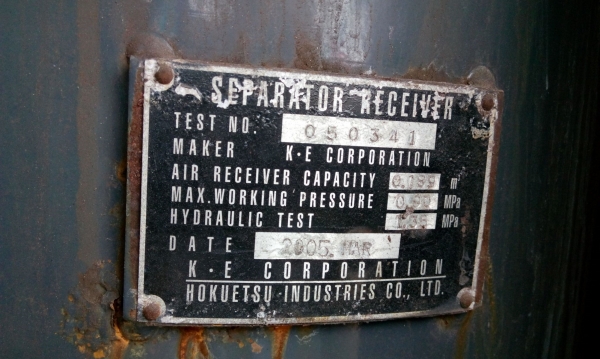 SEPARATOR RECEIVER
TEST NO. 050341
MAKER K·E CORPORATION
AIR RECEIVER CAPACITY m³
MAX.WORKING PRESSURE MPa
HYDRAULIC TEST MPa
DATE 2005.MAR
K·E CORPORATION
HOKUETSU INDUSTRIES CO., LTD.